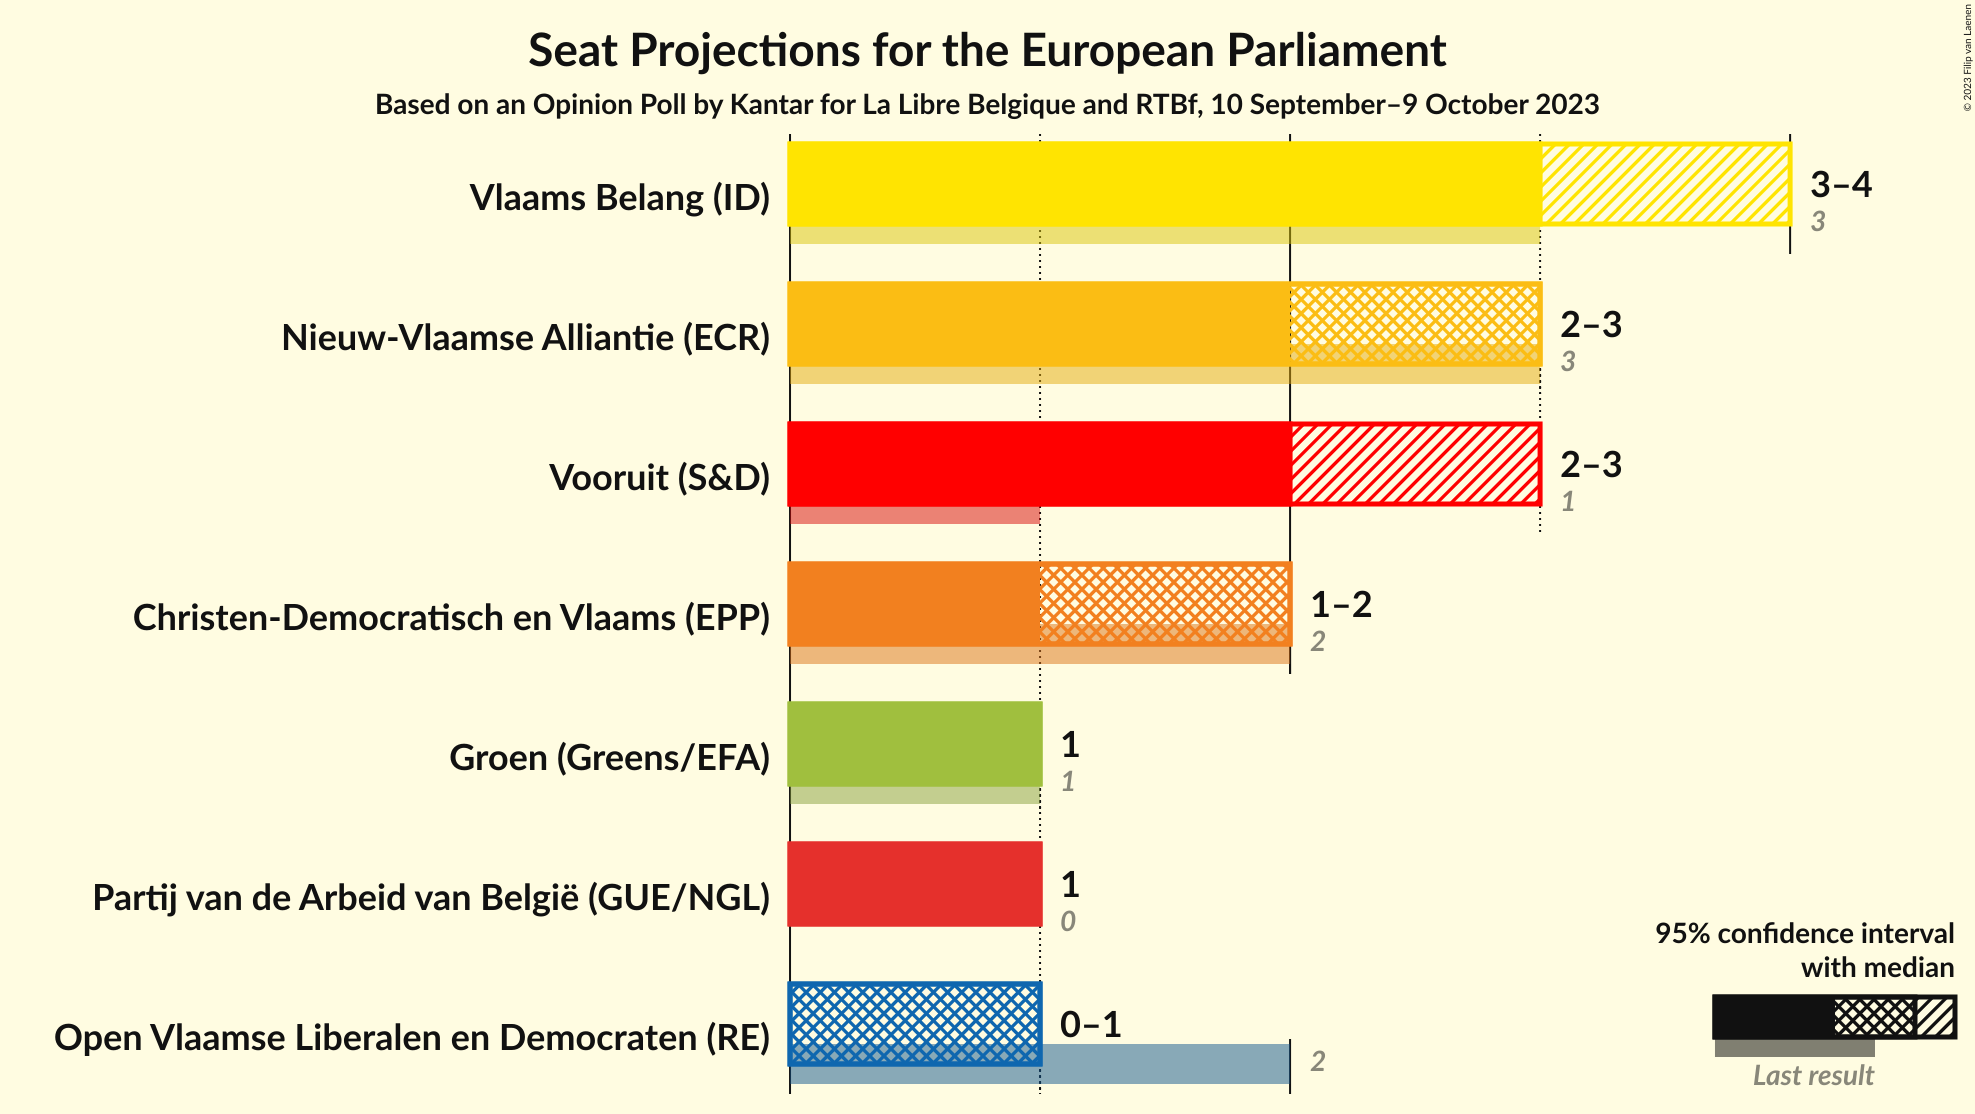 Seat Projections for the European Parliament
Based on an Opinion Poll by Kantar for La Libre Belgique and RTBf, 10 September–9 October 2023
© 2023 Filip van Laenen
Vlaams Belang (ID)
3–4
3
Nieuw-Vlaamse Alliantie (ECR)
2–3
3
Vooruit (S&D)
2–3
1
Christen-Democratisch en Vlaams (EPP)
1–2
2
Groen (Greens/EFA)
1
1
Partij van de Arbeid van België (GUE/NGL)
1
0
Open Vlaamse Liberalen en Democraten (RE)
0–1
2
95% confidence interval
with median
Last result